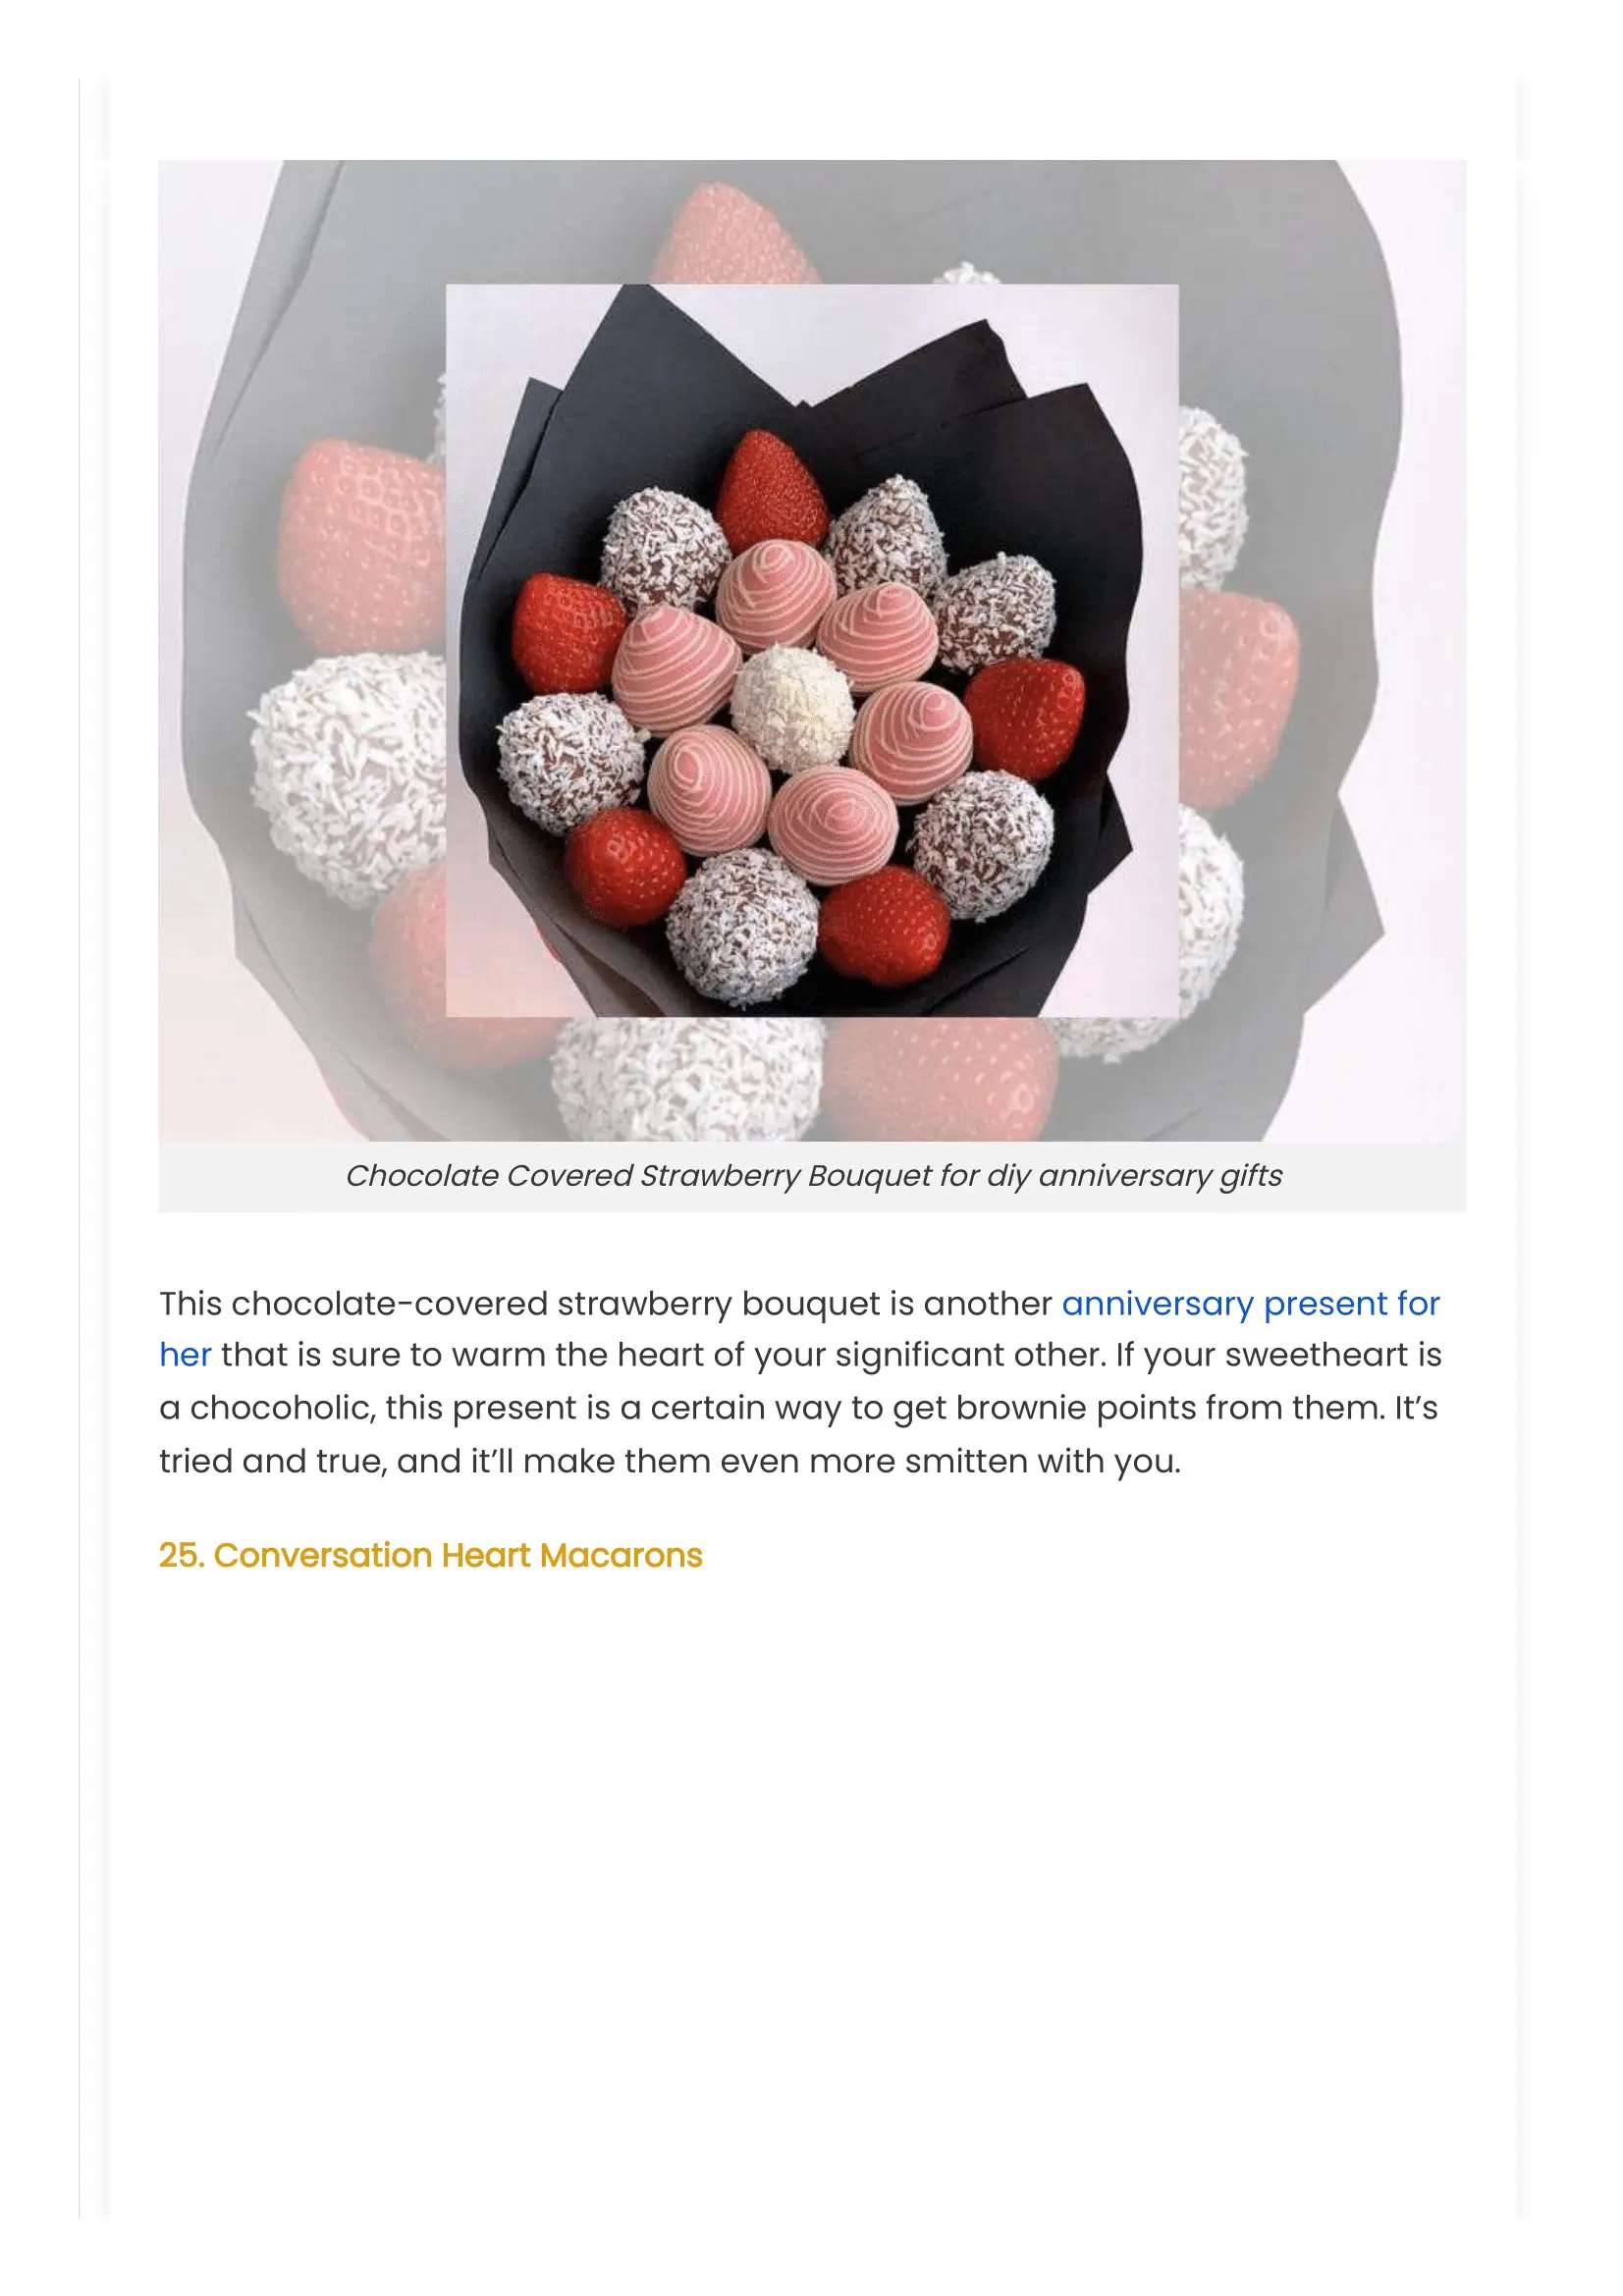 Chocolate Covered Strawberry Bouquet for diy anniversary gifts
This chocolate-covered strawberry bouquet is another anniversary present for
her that is sure to warm the heart of your significant other. If your sweetheart is
a chocoholic, this present is a certain way to get brownie points from them. It’s
tried and true, and it’ll make them even more smitten with you.
25. Conversation Heart Macarons